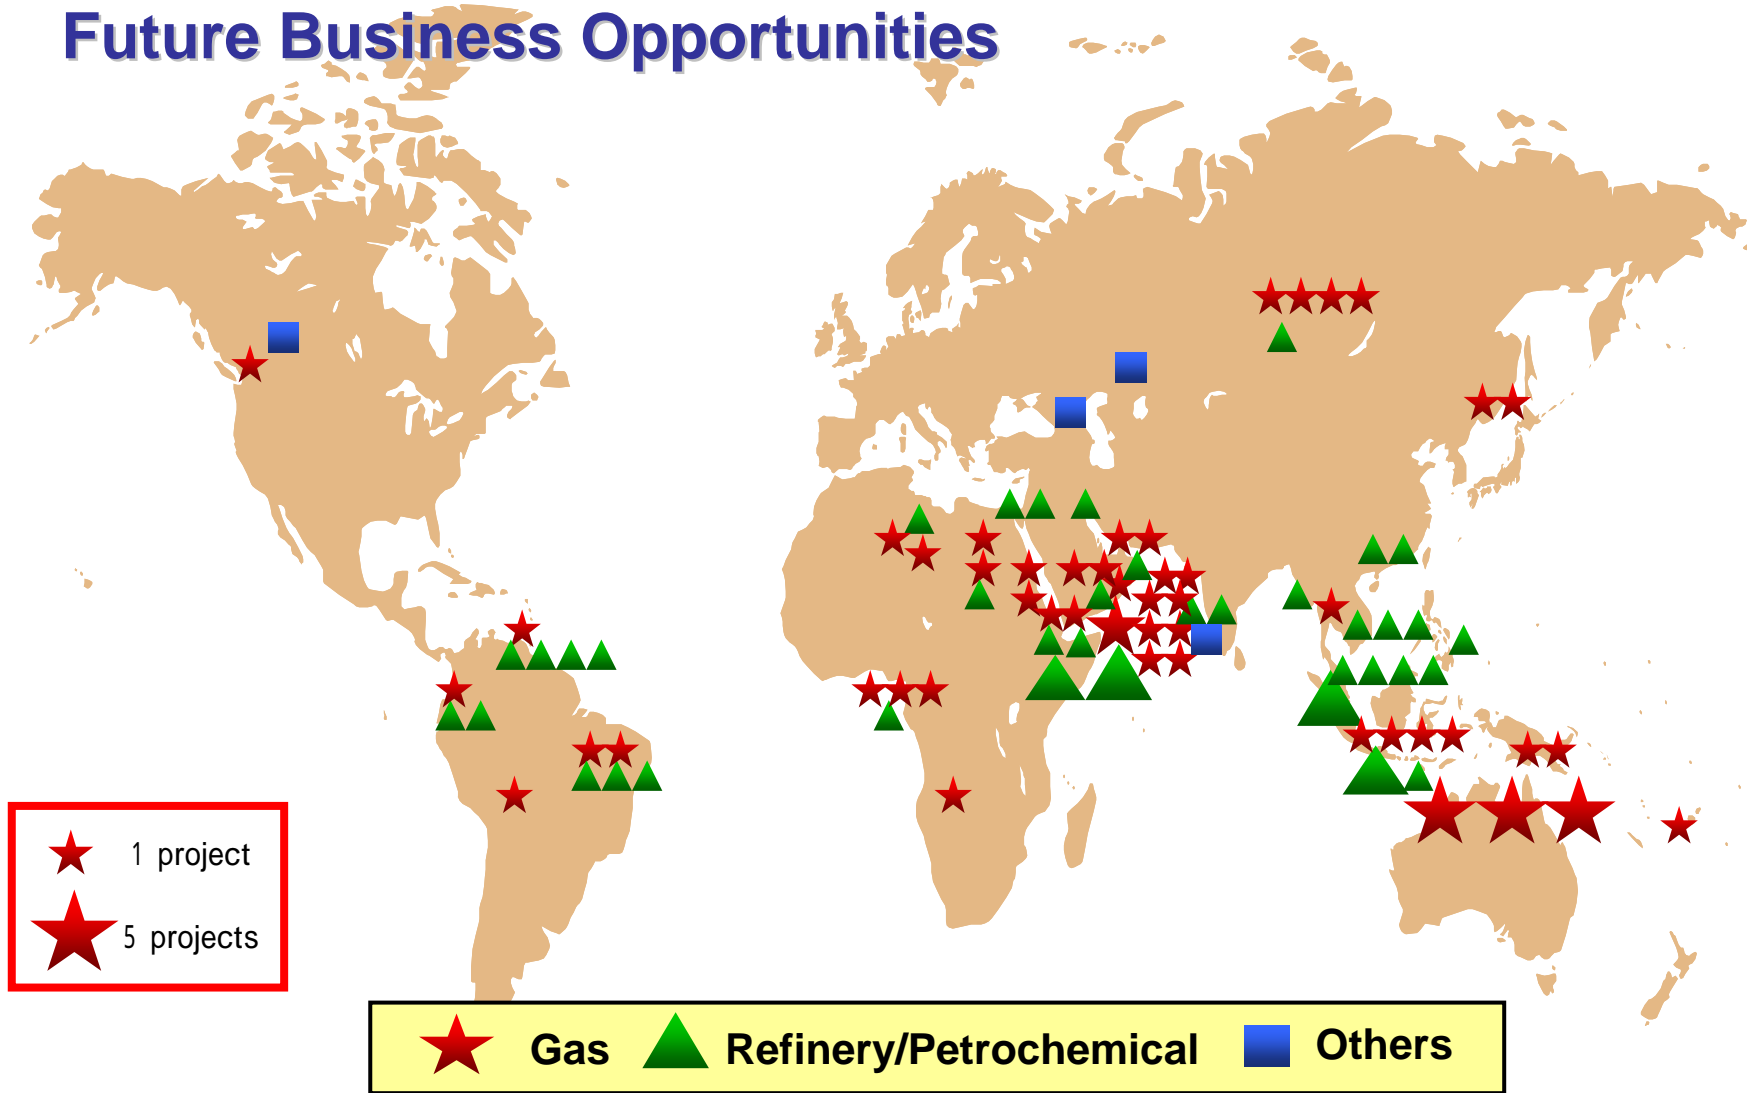 Future Business Opportunities
1 project
5 projects
Gas Refinery/Petrochemical Others